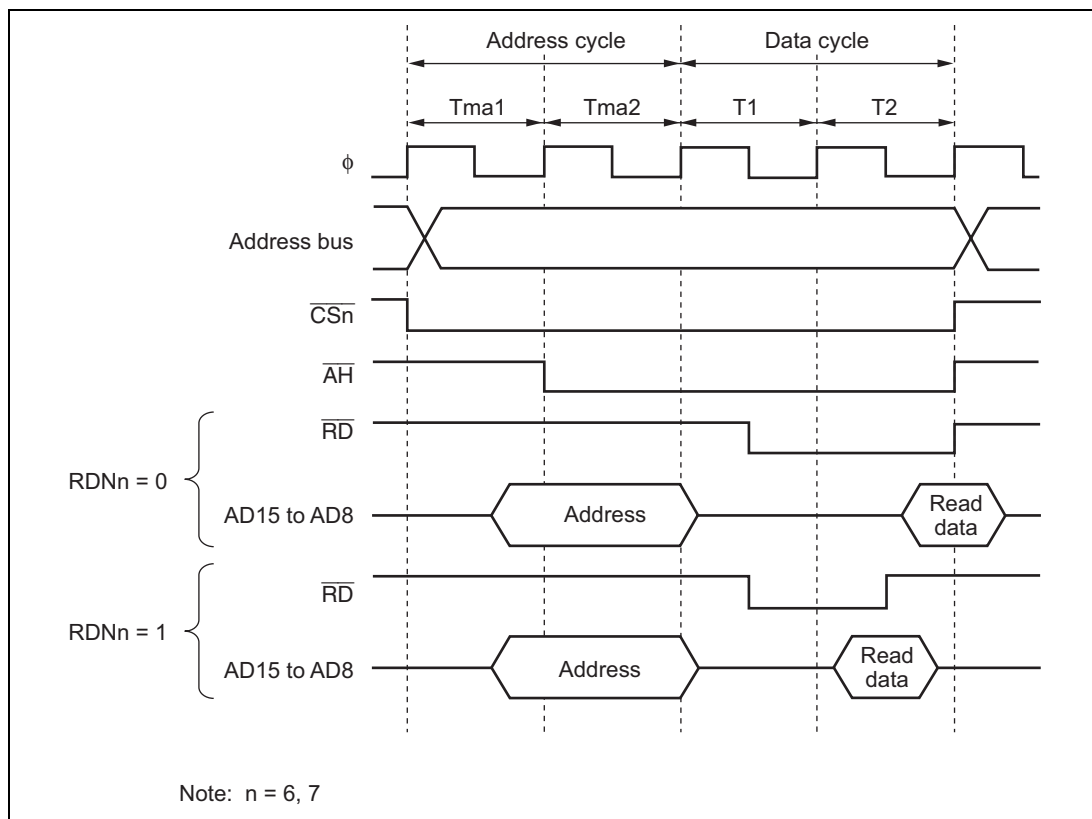 Address cycle Data cycle
Tma1 Tma2 T1 T2
ϕ
Address bus
CSn
AH
RD
RDNn = 0
AD15 to AD8 Address Read data
RD
RDNn = 1
AD15 to AD8 Address Read data
Note: n = 6, 7